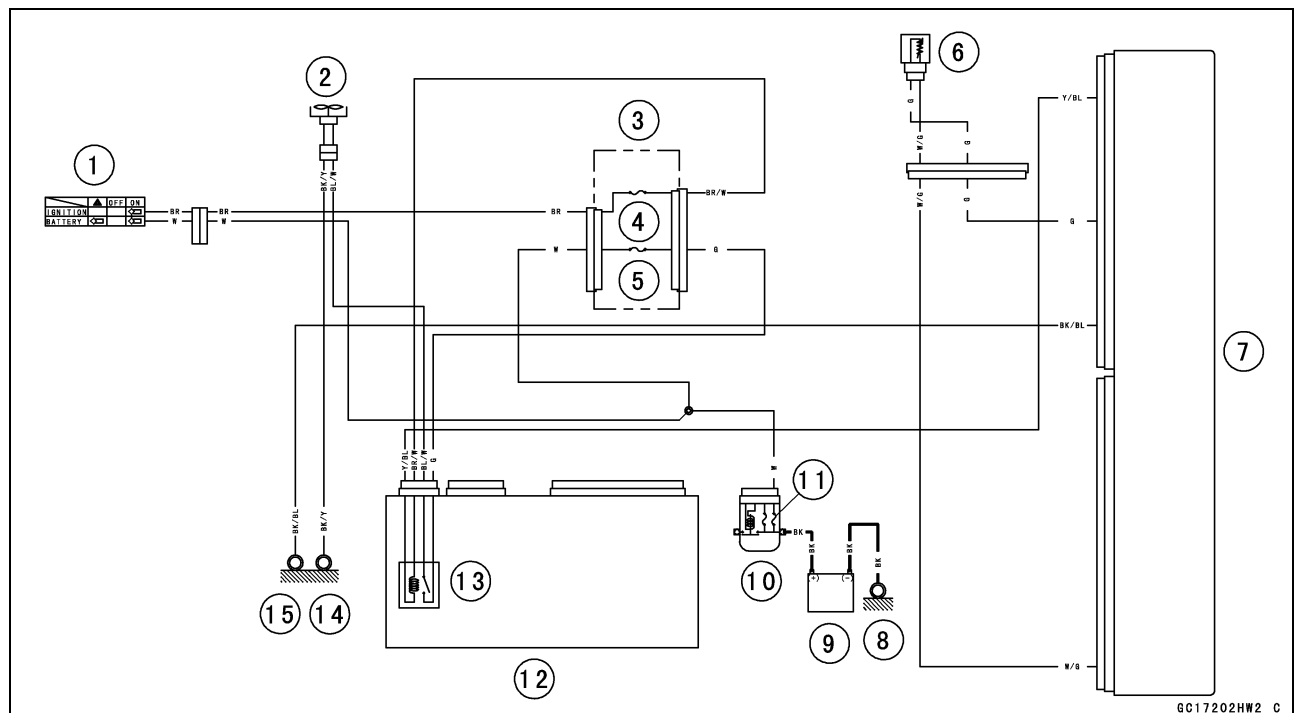 1
2
3
4
5
6
7
8
9
10
11
12
13
14
15
OFF ON
IGNITION
BATTERY
BR
W
BR
W
BK/Y
BL/W
BR
W
BR/W
G
G
W/G
G
W/G
G
Y/BL
G
BK/BL
W/G
Y/BL
BR/W
BL/W
G
BK/BL
BK/Y
W
BK
BK
BK
BK
(+)
(-)
GC17202HW2 C